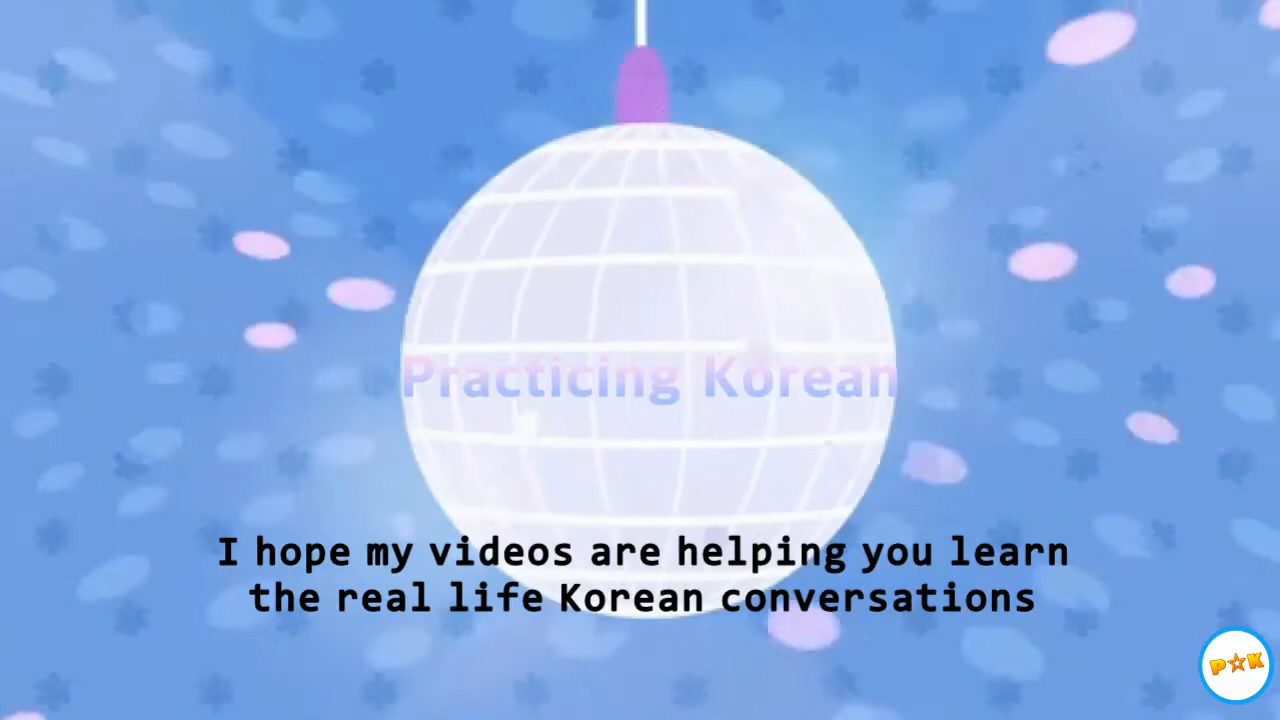 Practicing Korean
I hope my videos are helping you learn
the real life Korean conversations
P☆K